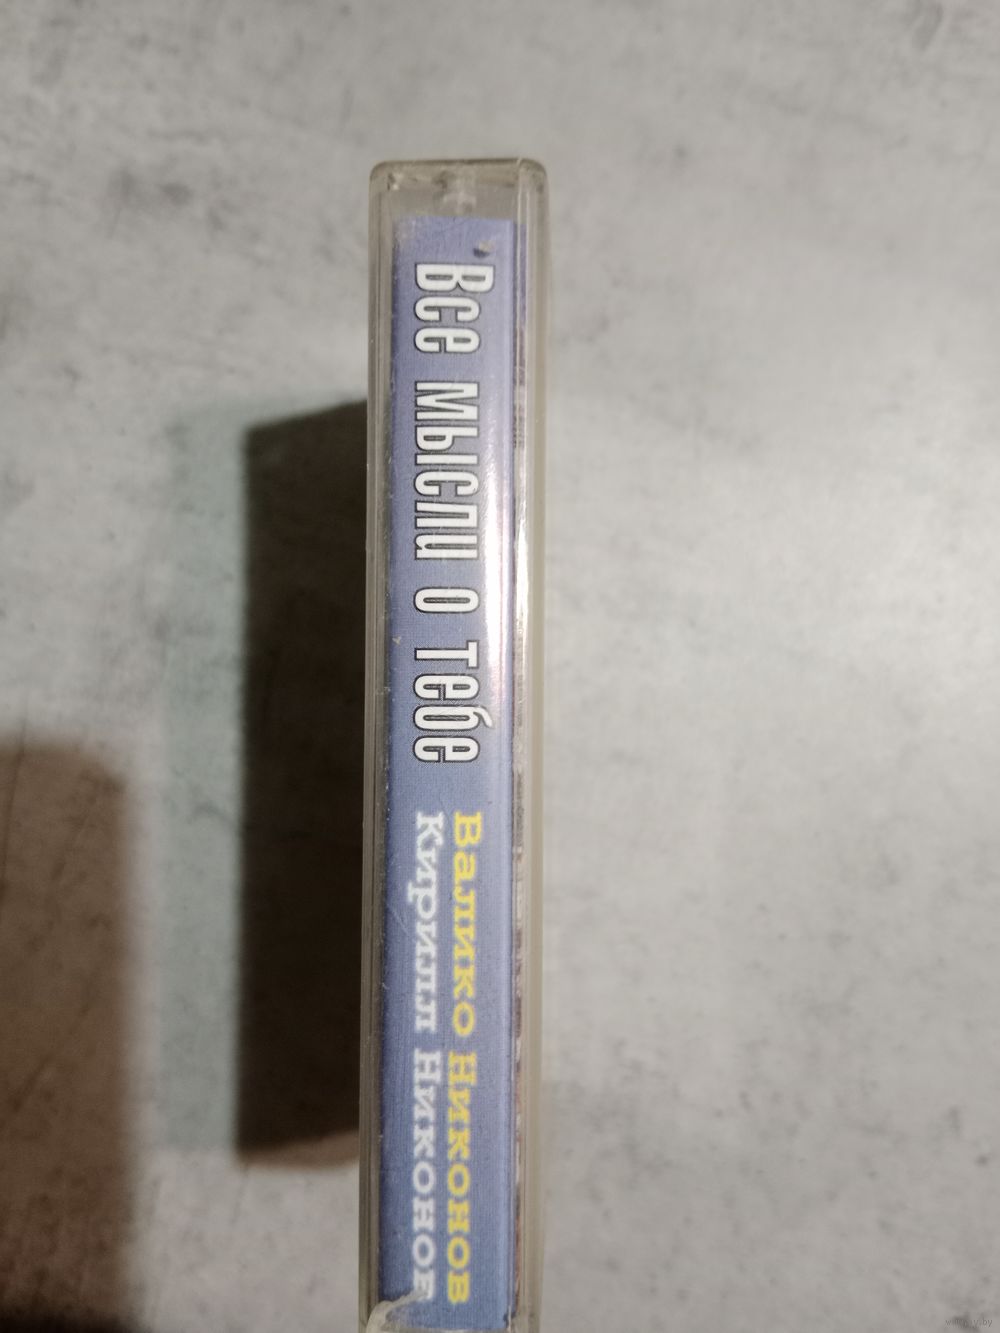 Все мысли о тебе
Валико Никонов
Кирилл Никонов